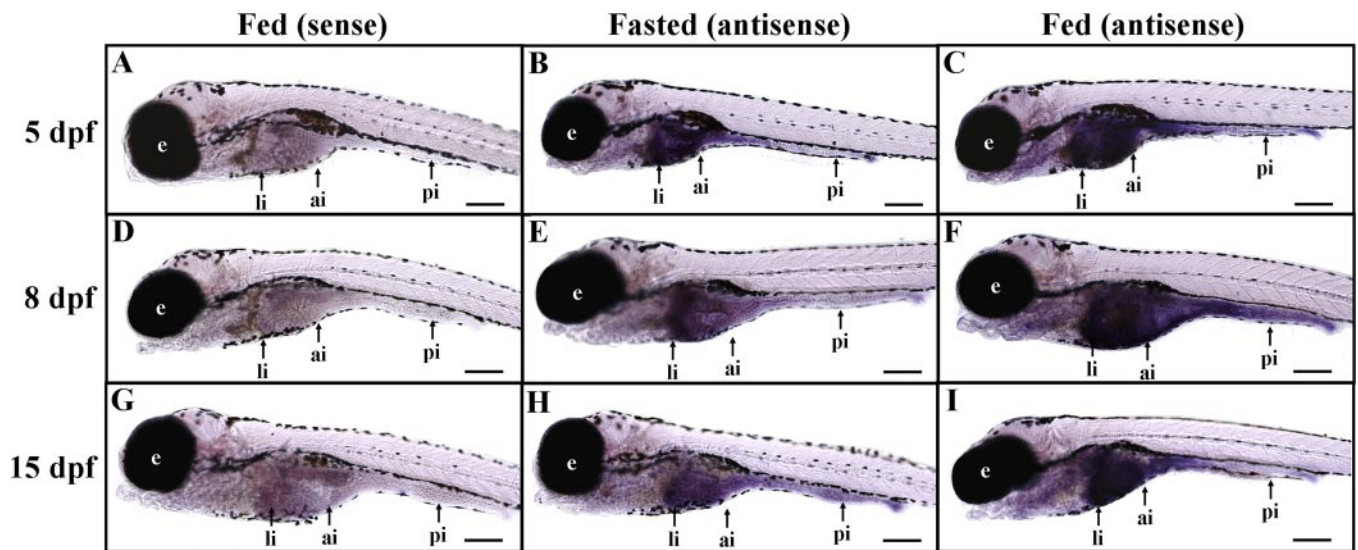 Fed (sense) Fasted (antisense) Fed (antisense)
5 dpf
A
e
li ai pi
B
e
li ai pi
C
e
li ai pi
8 dpf
D
e
li ai pi
E
e
li ai pi
F
e
li ai pi
15 dpf
G
e
li ai pi
H
e
li ai pi
I
e
li ai pi